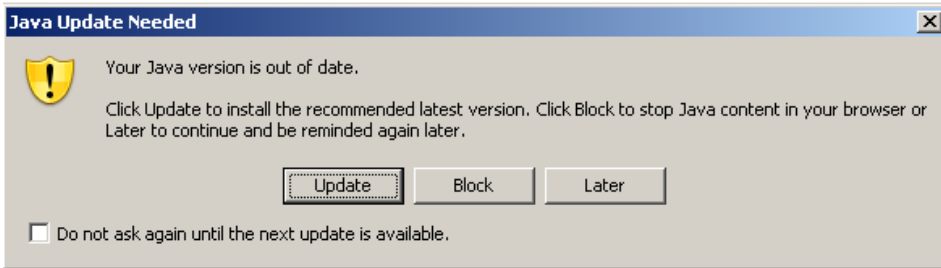 Java Update Needed
Your Java version is out of date.
Click Update to install the recommended latest version. Click Block to stop Java content in your browser or
Later to continue and be reminded again later.
Update Block Later
Do not ask again until the next update is available.